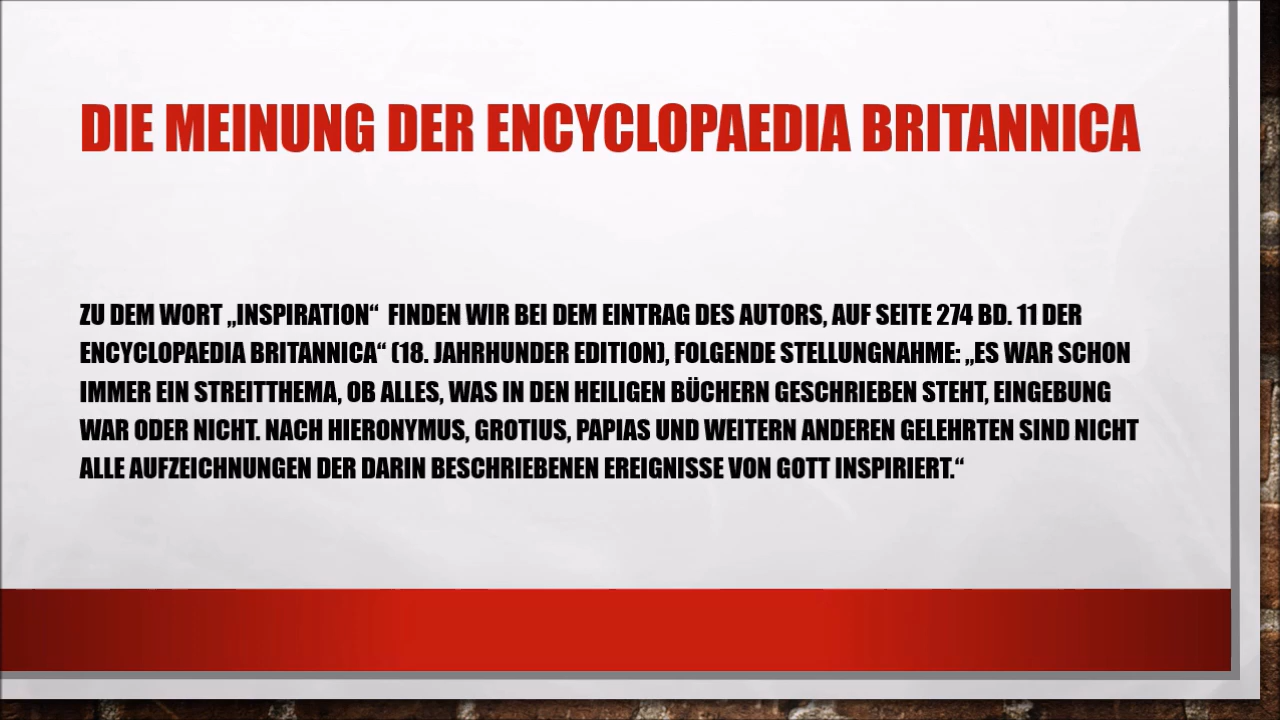 DIE MEINUNG DER ENCYCLOPAEDIA BRITANNICA
ZU DEM WORT „INSPIRATION“ FINDEN WIR BEI DEM EINTRAG DES AUTORS, AUF SEITE 274 BD. 11 DER
ENCYCLOPAEDIA BRITANNICA“ (18. JAHRHUNDER EDITION), FOLGENDE STELLUNGNAHME: „ES WAR SCHON
IMMER EIN STREITTHEMA, OB ALLES, WAS IN DEN HEILIGEN BÜCHERN GESCHRIEBEN STEHT, EINGEBUNG
WAR ODER NICHT. NACH HIERONYMUS, GROTIUS, PAPIAS UND WEITERN ANDEREN GELEHRTEN SIND NICHT
ALLE AUFZEICHNUNGEN DER DARIN BESCHRIEBENEN EREIGNISSE VON GOTT INSPIRIERT.“